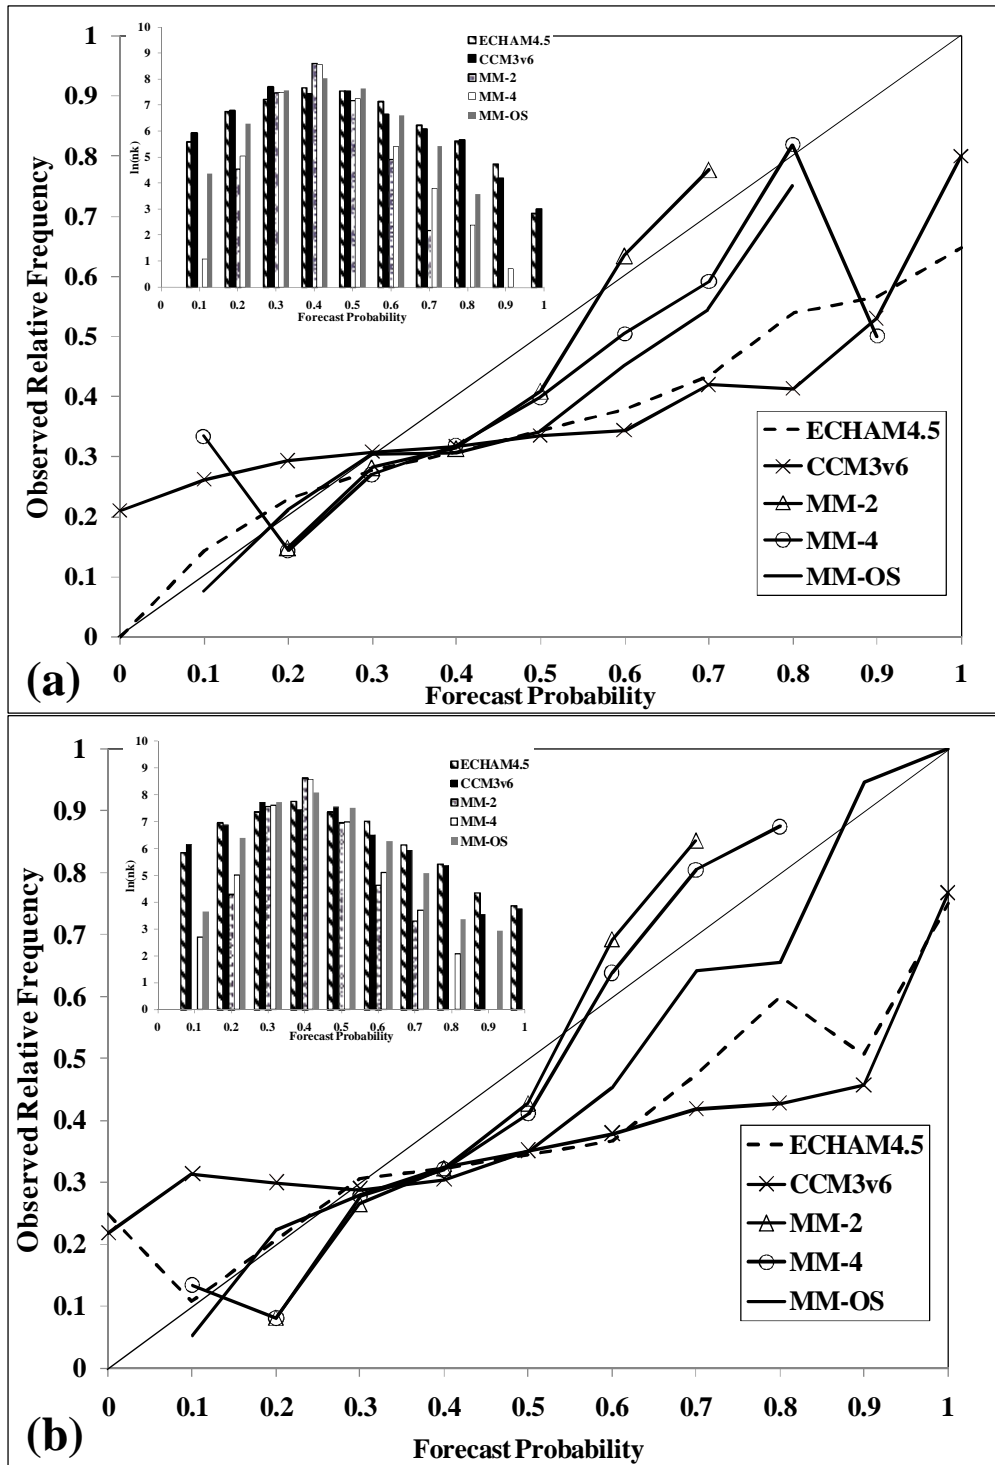 1
0.9
0.8
0.7
0.6
0.5
0.4
0.3
0.2
0.1
0
Observed Relative Frequency
10
9
8
7
6
5
4
3
2
1
0
ln(nk)
ECHAM4.5
CCM3v6
MM-2
MM-4
MM-OS
0 0.1 0.2 0.3 0.4 0.5 0.6 0.7 0.8 0.9 1
Forecast Probability
ECHAM4.5
CCM3v6
MM-2
MM-4
MM-OS
0 0.1 0.2 0.3 0.4 0.5 0.6 0.7 0.8 0.9 1
Forecast Probability
(a)
1
0.9
0.8
0.7
0.6
0.5
0.4
0.3
0.2
0.1
0
Observed Relative Frequency
10
9
8
7
6
5
4
3
2
1
0
ln(nk)
ECHAM4.5
CCM3v6
MM-2
MM-4
MM-OS
0 0.1 0.2 0.3 0.4 0.5 0.6 0.7 0.8 0.9 1
Forecast Probability
ECHAM4.5
CCM3v6
MM-2
MM-4
MM-OS
0 0.1 0.2 0.3 0.4 0.5 0.6 0.7 0.8 0.9 1
Forecast Probability
(b)